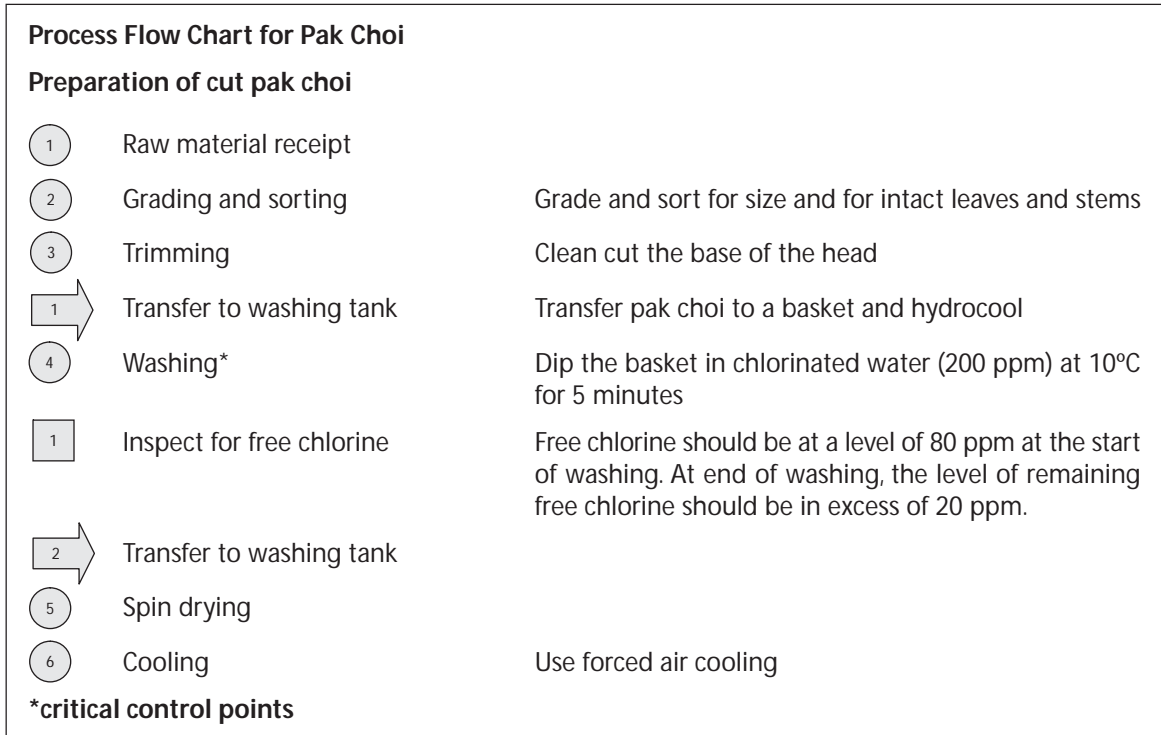 Process Flow Chart for Pak Choi
Preparation of cut pak choi
1 Raw material receipt
2 Grading and sorting Grade and sort for size and for intact leaves and stems
3 Trimming Clean cut the base of the head
1 Transfer to washing tank Transfer pak choi to a basket and hydrocool
4 Washing* Dip the basket in chlorinated water (200 ppm) at 10ºC
for 5 minutes
1 Inspect for free chlorine Free chlorine should be at a level of 80 ppm at the start
of washing. At end of washing, the level of remaining
free chlorine should be in excess of 20 ppm.
2 Transfer to washing tank
5 Spin drying
6 Cooling Use forced air cooling
*critical control points